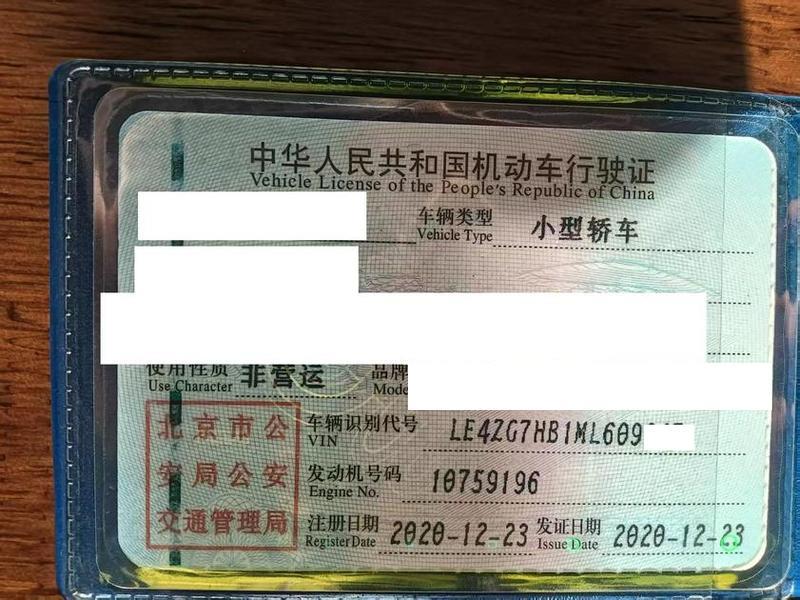 中华人民共和国机动车行驶证
Vehicle License of the People's Republic of China
车辆类型 小型轿车
Vehicle Type
使用性质 非营运 品牌
Use Character Mode
北京市公
安局公安
交通管理局
车辆识别代号 LE4ZG7HB1ML609
VIN
发动机号码 10759196
Engine No.
注册日期 2020-12-23 发证日期 2020-12-23
Register Date Issue Date